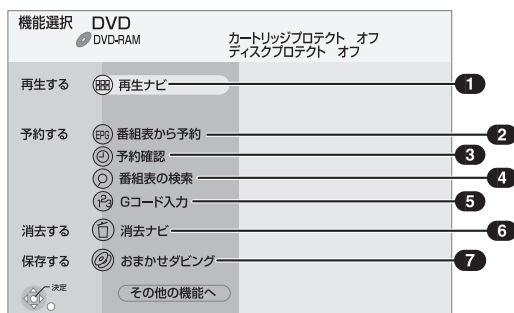 機能選択 DVD
DVD-RAM
カートリッジプロテクト オフ
ディスクプロテクト オフ
再生する 再生ナビ 1
予約する EPG 番組表から予約 2
予約確認 3
番組表の検索 4
123 Gコード入力 5
消去する 消去ナビ 6
保存する おまかせダビング 7
決定 その他の機能へ